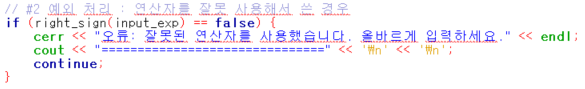 // #2 예외 처리 : 연산자를 잘못 사용해서 쓴 경우
if (right_sign(input_exp) == false) {
cerr << "오류: 잘못된 연산자를 사용했습니다. 올바르게 입력하세요." << endl;
cout << "==============================" << '₩n' << '₩n';
continue;
}